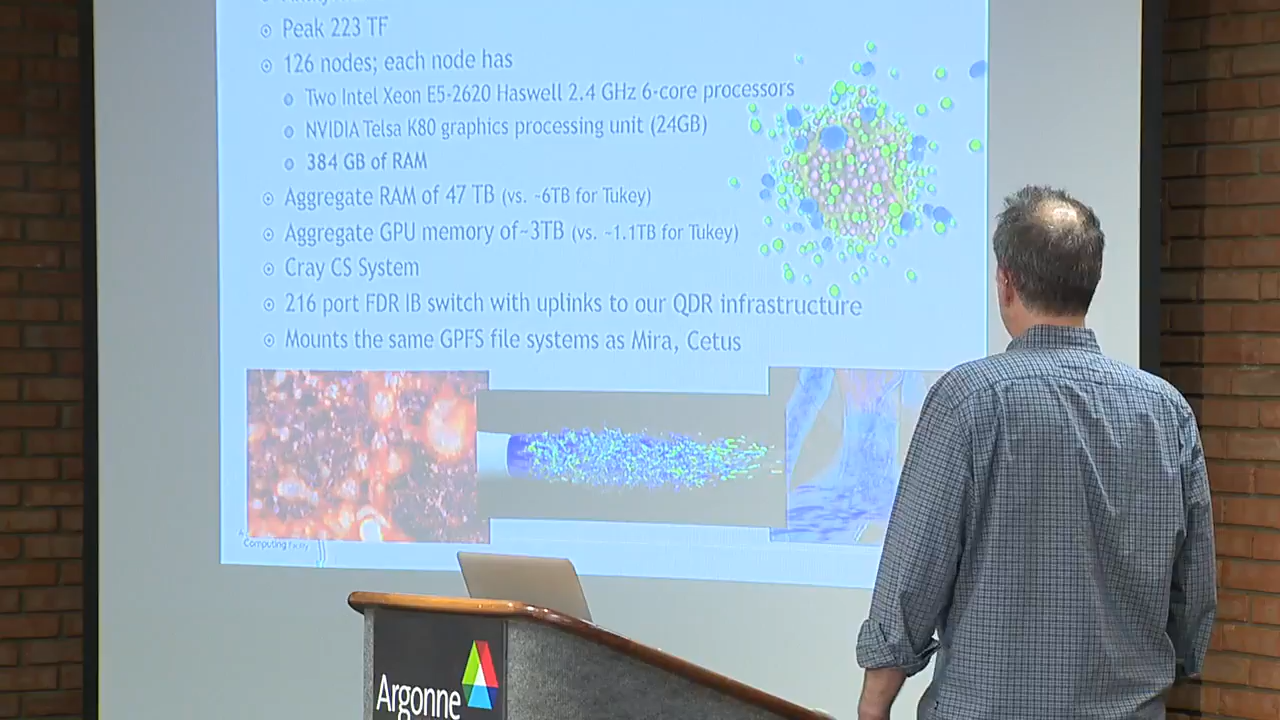 Peak 223 TF
126 nodes; each node has
Two Intel Xeon E5-2620 Haswell 2.4 GHz 6-core processors
NVIDIA Telsa K80 graphics processing unit (24GB)
384 GB of RAM
Aggregate RAM of 47 TB (vs. ~6TB for Tukey)
Aggregate GPU memory of~3TB (vs. ~1.1TB for Tukey)
Cray CS System
216 port FDR IB switch with uplinks to our QDR infrastructure
Mounts the same GPFS file systems as Mira, Cetus
Computing Facility
Argonne